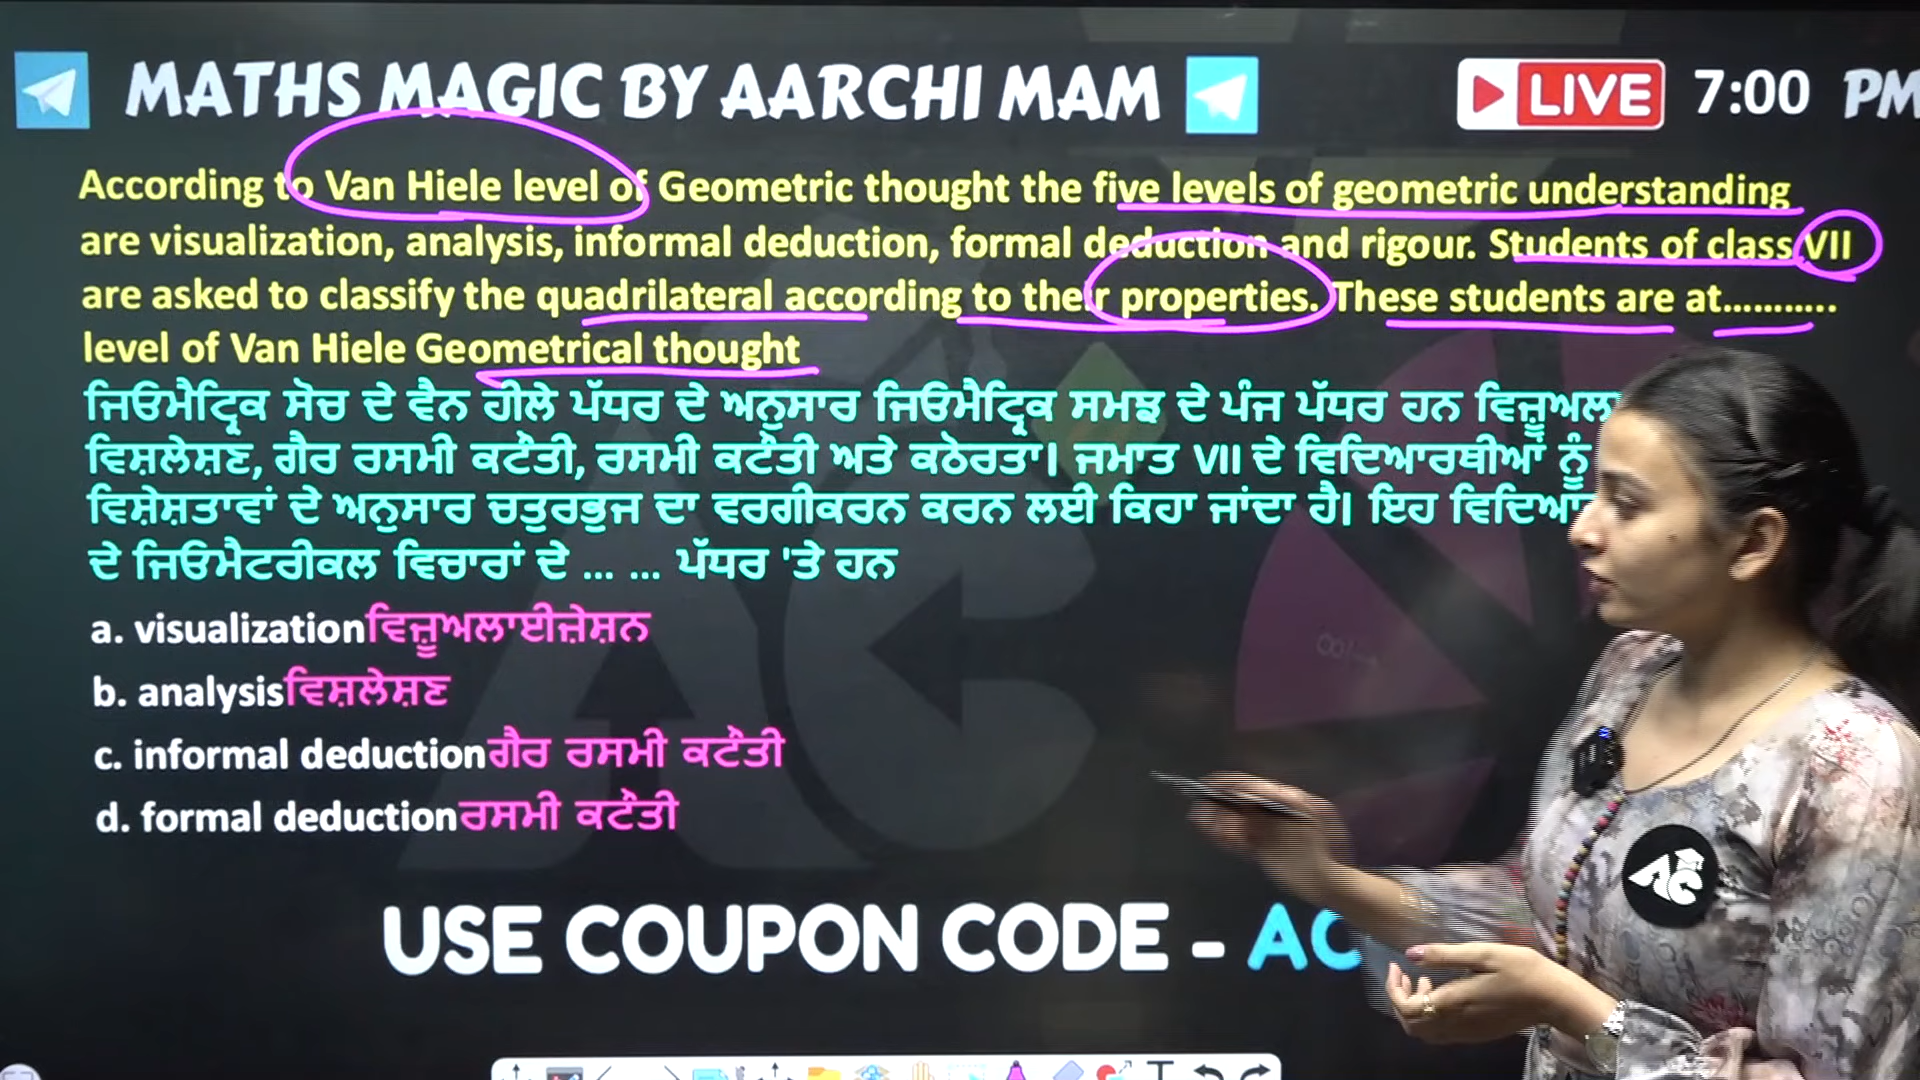 MATHS MAGIC BY AARCHI MAM
LIVE 7:00 PM
According to Van Hiele level of Geometric thought the five levels of geometric understanding
are visualization, analysis, informal deduction, formal deduction and rigour. Students of class VII
are asked to classify the quadrilateral according to their properties. These students are at...........
level of Van Hiele Geometrical thought
ਜਿਓਮੈਟ੍ਰਿਕ ਸੋਚ ਦੇ ਵੈਨ ਹੀਲੇ ਪੱਧਰ ਦੇ ਅਨੁਸਾਰ ਜਿਓਮੈਟ੍ਰਿਕ ਸਮਝ ਦੇ ਪੰਜ ਪੱਧਰ ਹਨ
ਵਿਸ਼ਲੇਸ਼ਣ, ਗੈਰ ਰਸਮੀ ਕਟੌਤੀ, ਰਸਮੀ ਕਟੌਤੀ ਅਤੇ ਕਠੋਰਤਾ। ਜਮਾਤ VII ਦੇ ਵਿਦਿਆਰਥੀਆਂ ਨੂੰ
ਵਿਸ਼ੇਸ਼ਤਾਵਾਂ ਦੇ ਅਨੁਸਾਰ ਚਤੁਰਭੁਜ ਦਾ ਵਰਗੀਕਰਨ ਕਰਨ ਲਈ ਕਿਹਾ ਜਾਂਦਾ ਹੈ। ਇਹ
ਦੇ ਜਿਓਮੈਟਰੀਕਲ ਵਿਚਾਰਾਂ ਦੇ ... ... ਪੱਧਰ 'ਤੇ ਹਨ
a. visualizationਵਿਜ਼ੂਅਲਾਈਜ਼ੇਸ਼ਨ
b. analysisਵਿਸ਼ਲੇਸ਼ਣ
c. informal deductionਗੈਰ ਰਸਮੀ ਕਟੌਤੀ
d. formal deductionਰਸਮੀ ਕਟੌਤੀ
USE COUPON CODE - AC
AC